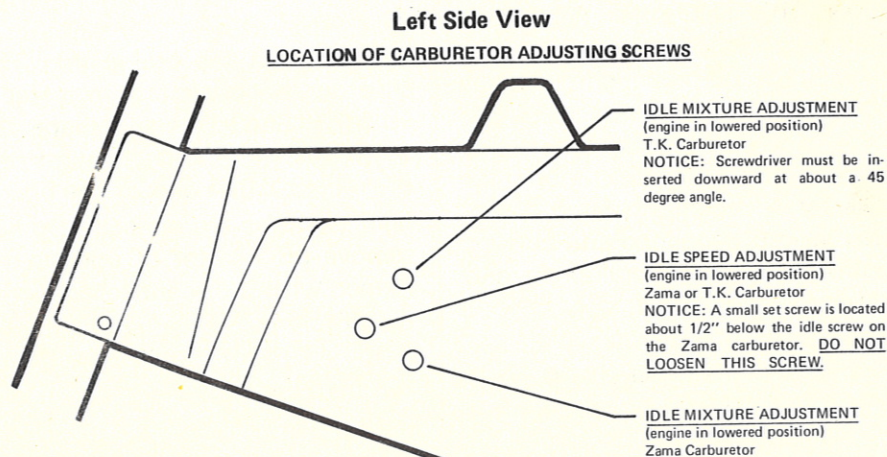 Left Side View
LOCATION OF CARBURETOR ADJUSTING SCREWS
IDLE MIXTURE ADJUSTMENT
(engine in lowered position)
T.K. Carburetor
NOTICE: Screwdriver must be in-
serted downward at about a 45
degree angle.
IDLE SPEED ADJUSTMENT
(engine in lowered position)
Zama or T.K. Carburetor
NOTICE: A small set screw is located
about 1/2" below the idle screw on
the Zama carburetor. DO NOT
LOOSEN THIS SCREW.
IDLE MIXTURE ADJUSTMENT
(engine in lowered position)
Zama Carburetor